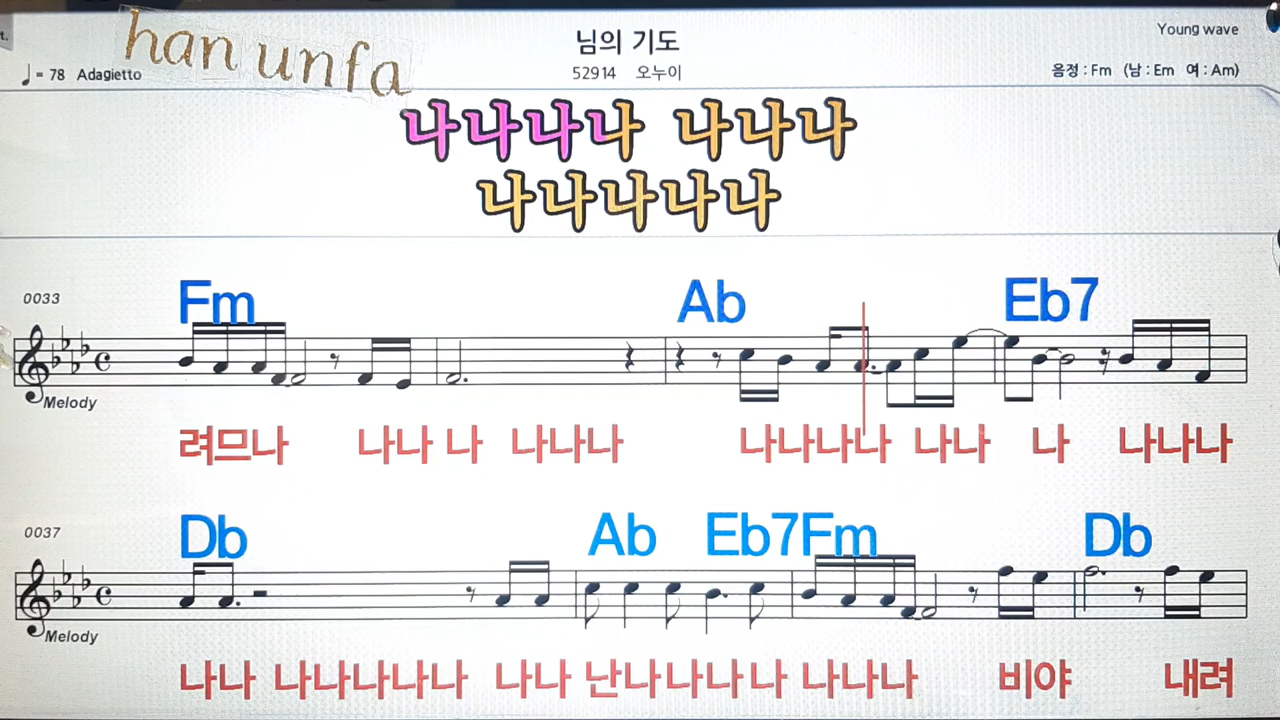 t.
han unfa
님의 기도
Young wave
♩ = 78 Adagietto
52914 오누이
음정 : Fm (남 : Em 여 : Am)
나나나나 나나나
나나나나나
0033
Fm Ab Eb7
Melody
려므나 나나 나 나나나 나나나나 나나 나 나나나
0037
Db Ab Eb7Fm Db
Melody
나나 나나나나나 나나 난나나나 나 나나나 비야 내려